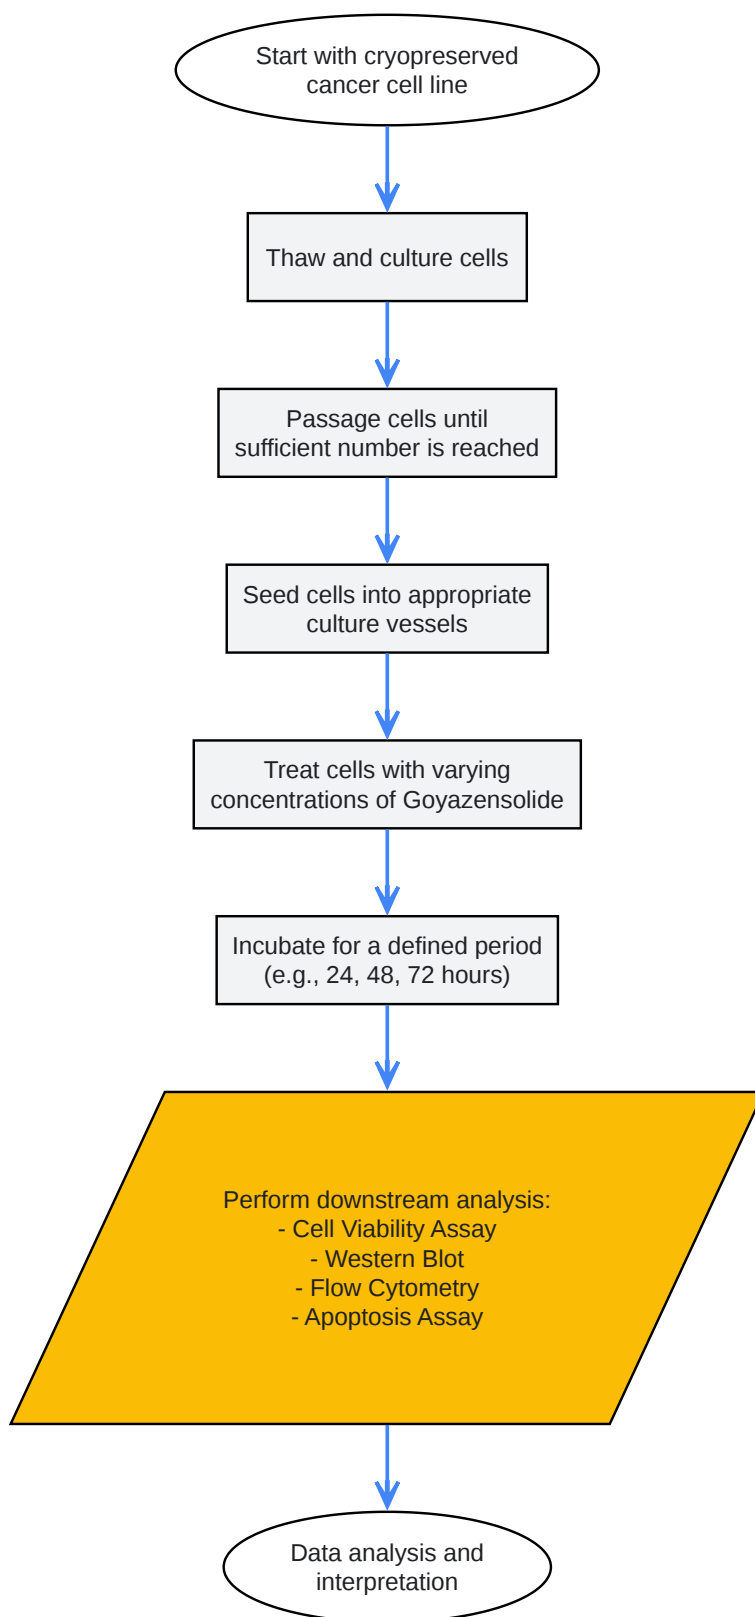 Start with cryopreserved
cancer cell line
Thaw and culture cells
Passage cells until
sufficient number is reached
Seed cells into appropriate
culture vessels
Treat cells with varying
concentrations of Goyazensolide
Incubate for a defined period
(e.g., 24, 48, 72 hours)
Perform downstream analysis:
- Cell Viability Assay
- Western Blot
- Flow Cytometry
- Apoptosis Assay
Data analysis and
interpretation